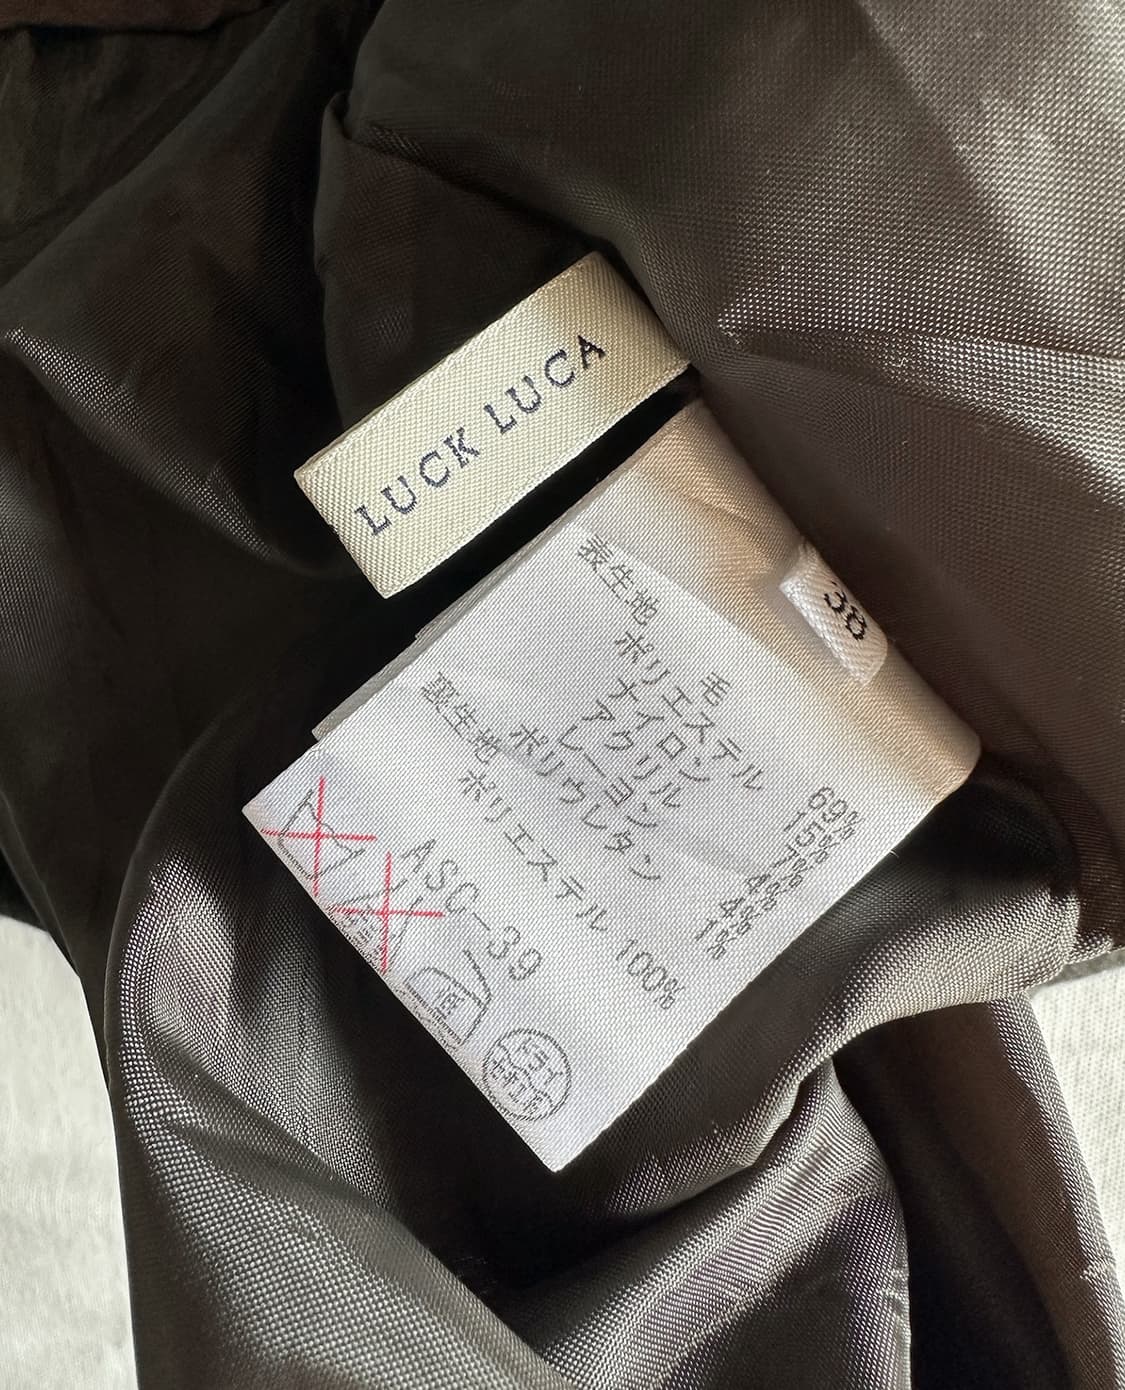 LUCK LUCA
38
表生地 毛 69%
ポリエステル 15%
ナイロン 7%
アクリル 4%
レーヨン 4%
ポリウレタン 1%
裏生地 ポリエステル 100%
ASC-39